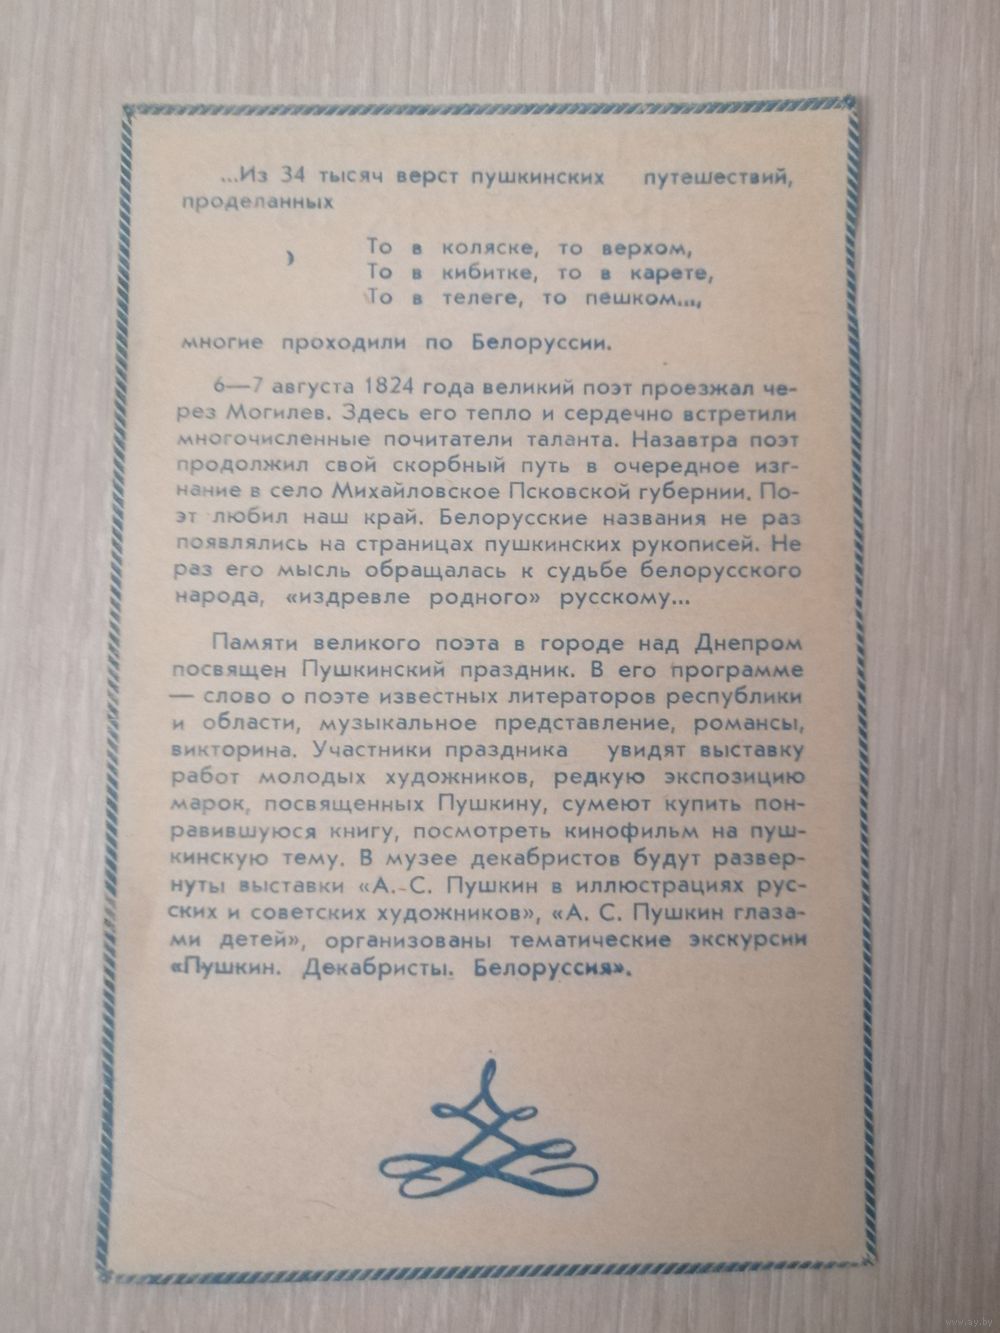 ...Из 34 тысяч верст пушкинских путешествий,
проделанных
То в коляске, то верхом,
То в кибитке, то в карете,
То в телеге, то пешком...,
многие проходили по Белоруссии.
6—7 августа 1824 года великий поэт проезжал че-
рез Могилев. Здесь его тепло и сердечно встретили
многочисленные почитатели таланта. Назавтра поэт
продолжил свой скорбный путь в очередное изг-
нание в село Михайловское Псковской губернии. По-
эт любил наш край. Белорусские названия не раз
появлялись на страницах пушкинских рукописей. Не
раз его мысль обращалась к судьбе белорусского
народа, «издревле родного» русскому...
Памяти великого поэта в городе над Днепром
посвящен Пушкинский праздник. В его программе
— слово о поэте известных литераторов республики
и области, музыкальное представление, романсы,
викторина. Участники праздника увидят выставку
работ молодых художников, редкую экспозицию
марок, посвященных Пушкину, сумеют купить пон-
равившуюся книгу, посмотреть кинофильм на пуш-
кинскую тему. В музее декабристов будут развер-
нуты выставки «А. С. Пушкин в иллюстрациях рус-
ских и советских художников», «А. С. Пушкин глаза-
ми детей», организованы тематические экскурсии
«Пушкин. Декабристы. Белоруссия».
www.ay.by